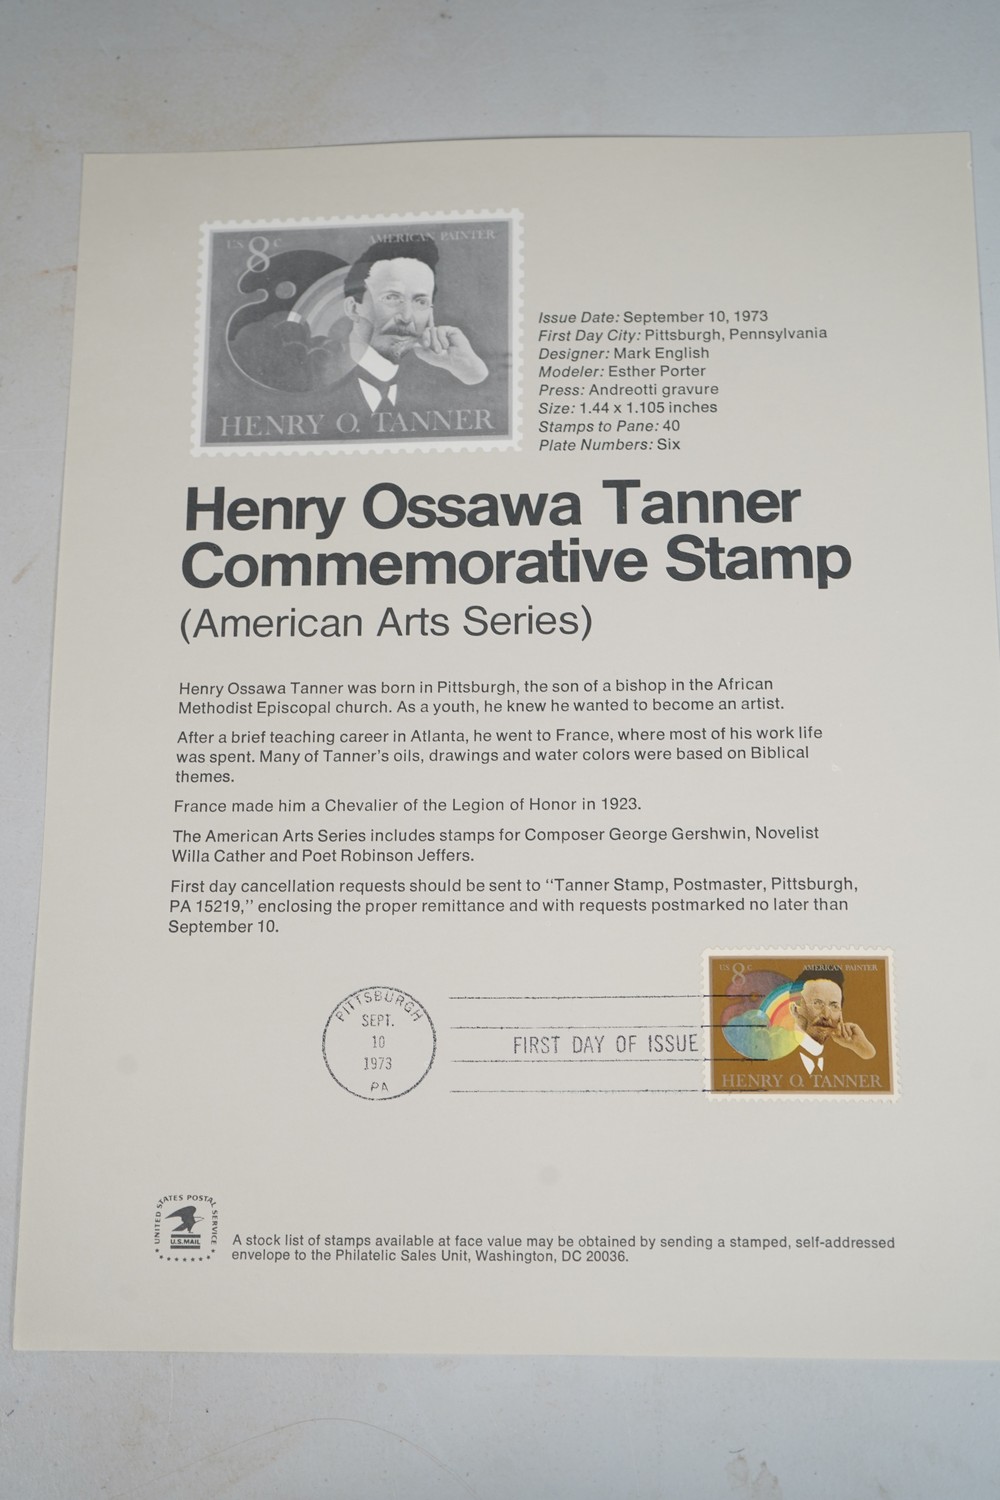 US 8c
AMERICAN PAINTER
HENRY O. TANNER
Issue Date: September 10, 1973
First Day City: Pittsburgh, Pennsylvania
Designer: Mark English
Modeler: Esther Porter
Press: Andreotti gravure
Size: 1.44 x 1.105 inches
Stamps to Pane: 40
Plate Numbers: Six
Henry Ossawa Tanner
Commemorative Stamp
(American Arts Series)
Henry Ossawa Tanner was born in Pittsburgh, the son of a bishop in the African
Methodist Episcopal church. As a youth, he knew he wanted to become an artist.
After a brief teaching career in Atlanta, he went to France, where most of his work life
was spent. Many of Tanner's oils, drawings and water colors were based on Biblical
themes.
France made him a Chevalier of the Legion of Honor in 1923.
The American Arts Series includes stamps for Composer George Gershwin, Novelist
Willa Cather and Poet Robinson Jeffers.
First day cancellation requests should be sent to "Tanner Stamp, Postmaster, Pittsburgh,
PA 15219," enclosing the proper remittance and with requests postmarked no later than
September 10.
PITTSBURGH
SEPT.
10
1973
PA
FIRST DAY OF ISSUE
US 8c
AMERICAN PAINTER
HENRY O. TANNER
UNITED STATES POSTAL SERVICE
U.S.MAIL
A stock list of stamps available at face value may be obtained by sending a stamped, self-addressed
envelope to the Philatelic Sales Unit, Washington, DC 20036.